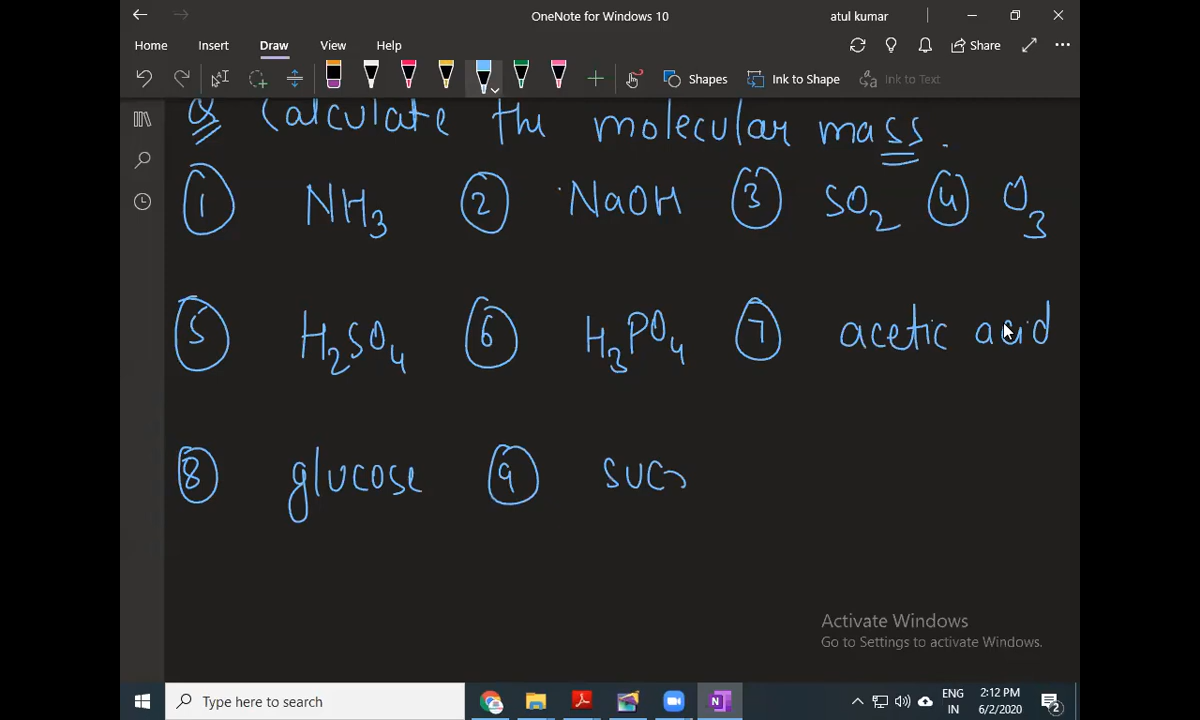 OneNote for Windows 10
atul kumar
Home Insert Draw View Help
Share
Shapes Ink to Shape Ink to Text
Q Calculate the molecular mass.
① NH3 ② NaOH ③ SO2 ④ O3
⑤ H2SO4 ⑥ H3PO4 ⑦ acetic acid
⑧ glucose ⑨
Activate Windows
Go to Settings to activate Windows.
Type here to search
ENG 2:12 PM
IN 6/2/2020
2